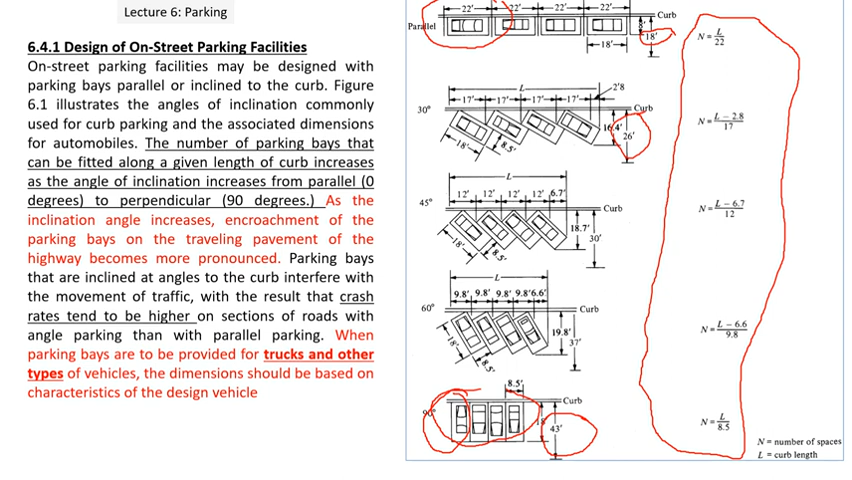 Lecture 6: Parking
6.4.1 Design of On-Street Parking Facilities
On-street parking facilities may be designed with
parking bays parallel or inclined to the curb. Figure
6.1 illustrates the angles of inclination commonly
used for curb parking and the associated dimensions
for automobiles. The number of parking bays that
can be fitted along a given length of curb increases
as the angle of inclination increases from parallel (0
degrees) to perpendicular (90 degrees.) As the
inclination angle increases, encroachment of the
parking bays on the traveling pavement of the
highway becomes more pronounced. Parking bays
that are inclined at angles to the curb interfere with
the movement of traffic, with the result that crash
rates tend to be higher on sections of roads with
angle parking than with parallel parking. When
parking bays are to be provided for trucks and other
types of vehicles, the dimensions should be based on
characteristics of the design vehicle
22' 22' 22' 22'
Curb
Parallel
8'
18'
18'
N = L/22
L
2'8
17' 17' 17' 17'
30°
Curb
16.4'
26'
18'
8.5'
N = L − 2.8/17
L
12' 12' 12' 12' 6.7'
45°
Curb
18.7'
30'
18'
8.5'
N = L − 6.7/12
L
9.8' 9.8' 9.8' 9.8' 6.6'
60°
Curb
19.8'
37'
18'
8.5'
N = L − 6.6/9.8
8.5'
Curb
90°
18'
43'
N = L/8.5
N = number of spaces
L = curb length